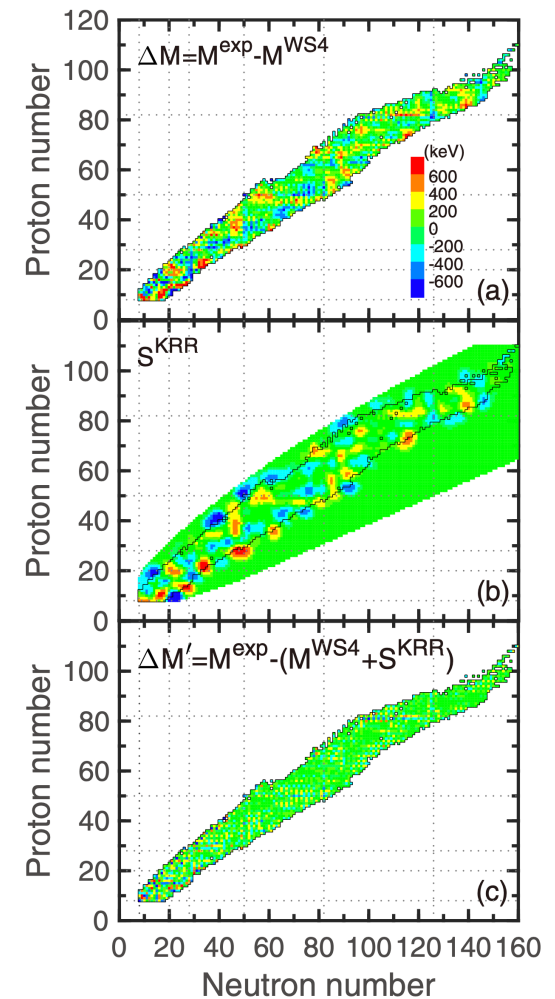 120
ΔM=M^exp-M^WS4
100
80
(keV)
600
60
400
200
40
0
-200
20
-400
-600
(a)
0
Proton number
S^KRR
100
80
60
40
20
(b)
0
Proton number
ΔM′=M^exp-(M^WS4+S^KRR)
100
80
60
40
20
(c)
0
Proton number
0 20 40 60 80 100 120 140 160
Neutron number